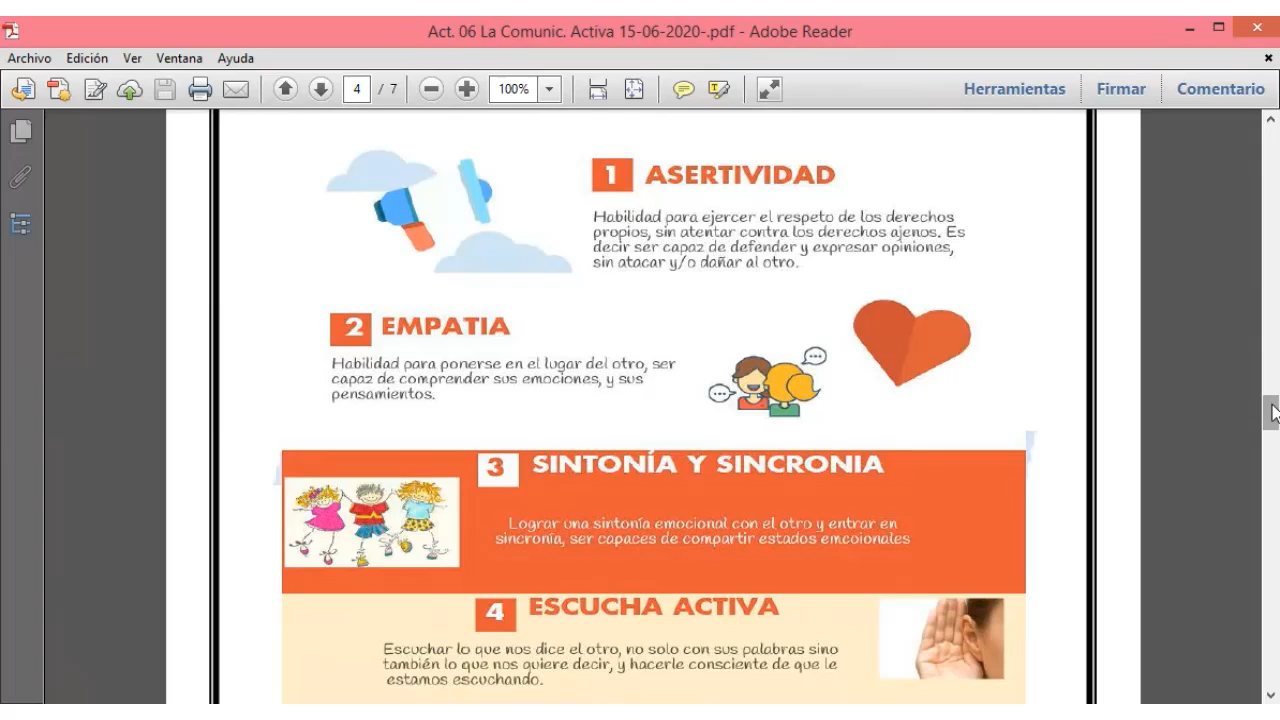 Act. 06 La Comunic. Activa 15-06-2020-.pdf - Adobe Reader
Archivo Edición Ver Ventana Ayuda
4 / 7 100% Herramientas Firmar Comentario
1 ASERTIVIDAD
Habilidad para ejercer el respeto de los derechos
propios, sin atentar contra los derechos ajenos. Es
decir ser capaz de defender y expresar opiniones,
sin atacar y/o dañar al otro.
2 EMPATIA
Habilidad para ponerse en el lugar del otro, ser
capaz de comprender sus emociones, y sus
pensamientos.
3 SINTONÍA Y SINCRONIA
Lograr una sintonía emocional con el otro y entrar en
sincronía, ser capaces de compartir estados emcoionales
4 ESCUCHA ACTIVA
Escuchar lo que nos dice el otro, no solo con sus palabras sino
también lo que nos quiere decir, y hacerle consciente de que le
estamos escuchando.